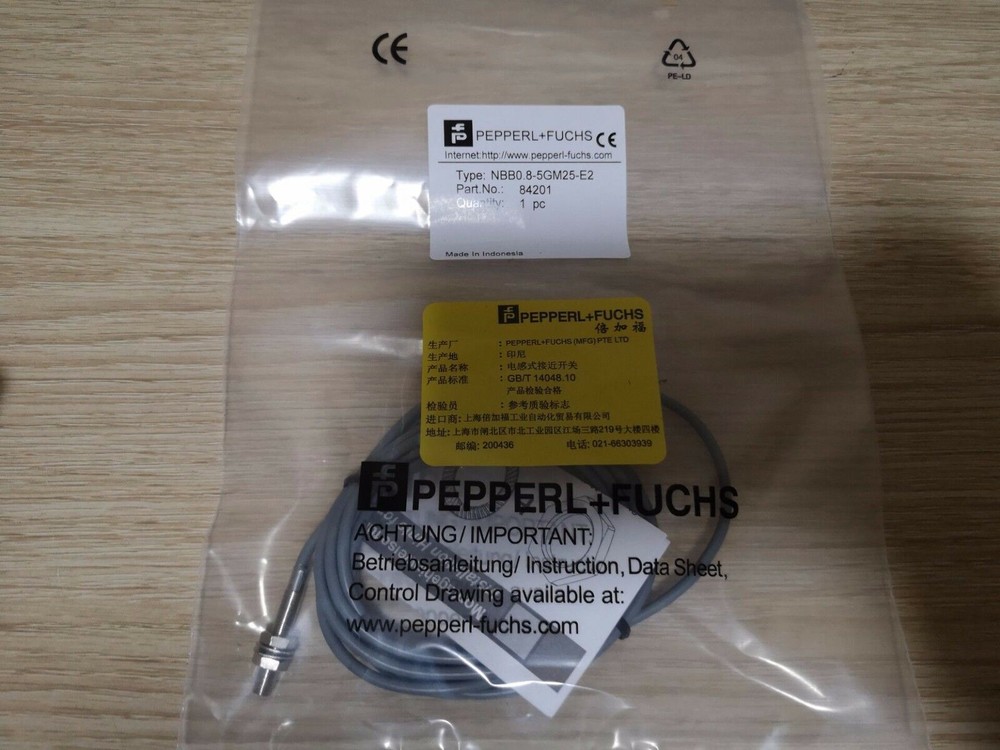 CE
04
PE-LD
PEPPERL+FUCHS CE
Internet:http://www.pepperl-fuchs.com
Type: NBB0.8-5GM25-E2
Part.No.: 84201
Quantity: 1 pc
Made in Indonesia
PEPPERL+FUCHS
倍加福
生产厂 : PEPPERL+FUCHS (MFG) PTE LTD
生产地 : 印尼
产品名称 : 电感式接近开关
产品标准 : GB/T 14048.10
产品检验合格
检验员 : 参考质验标志
进口商: 上海倍加福工业自动化贸易有限公司
地址: 上海市闸北区市北工业园区江场三路219号大楼四楼
邮编: 200436 电话: 021-66303939
PEPPERL+FUCHS
ACHTUNG/ IMPORTANT:
Betriebsanleitung/ Instruction, Data Sheet,
Control Drawing available at:
www.pepperl-fuchs.com